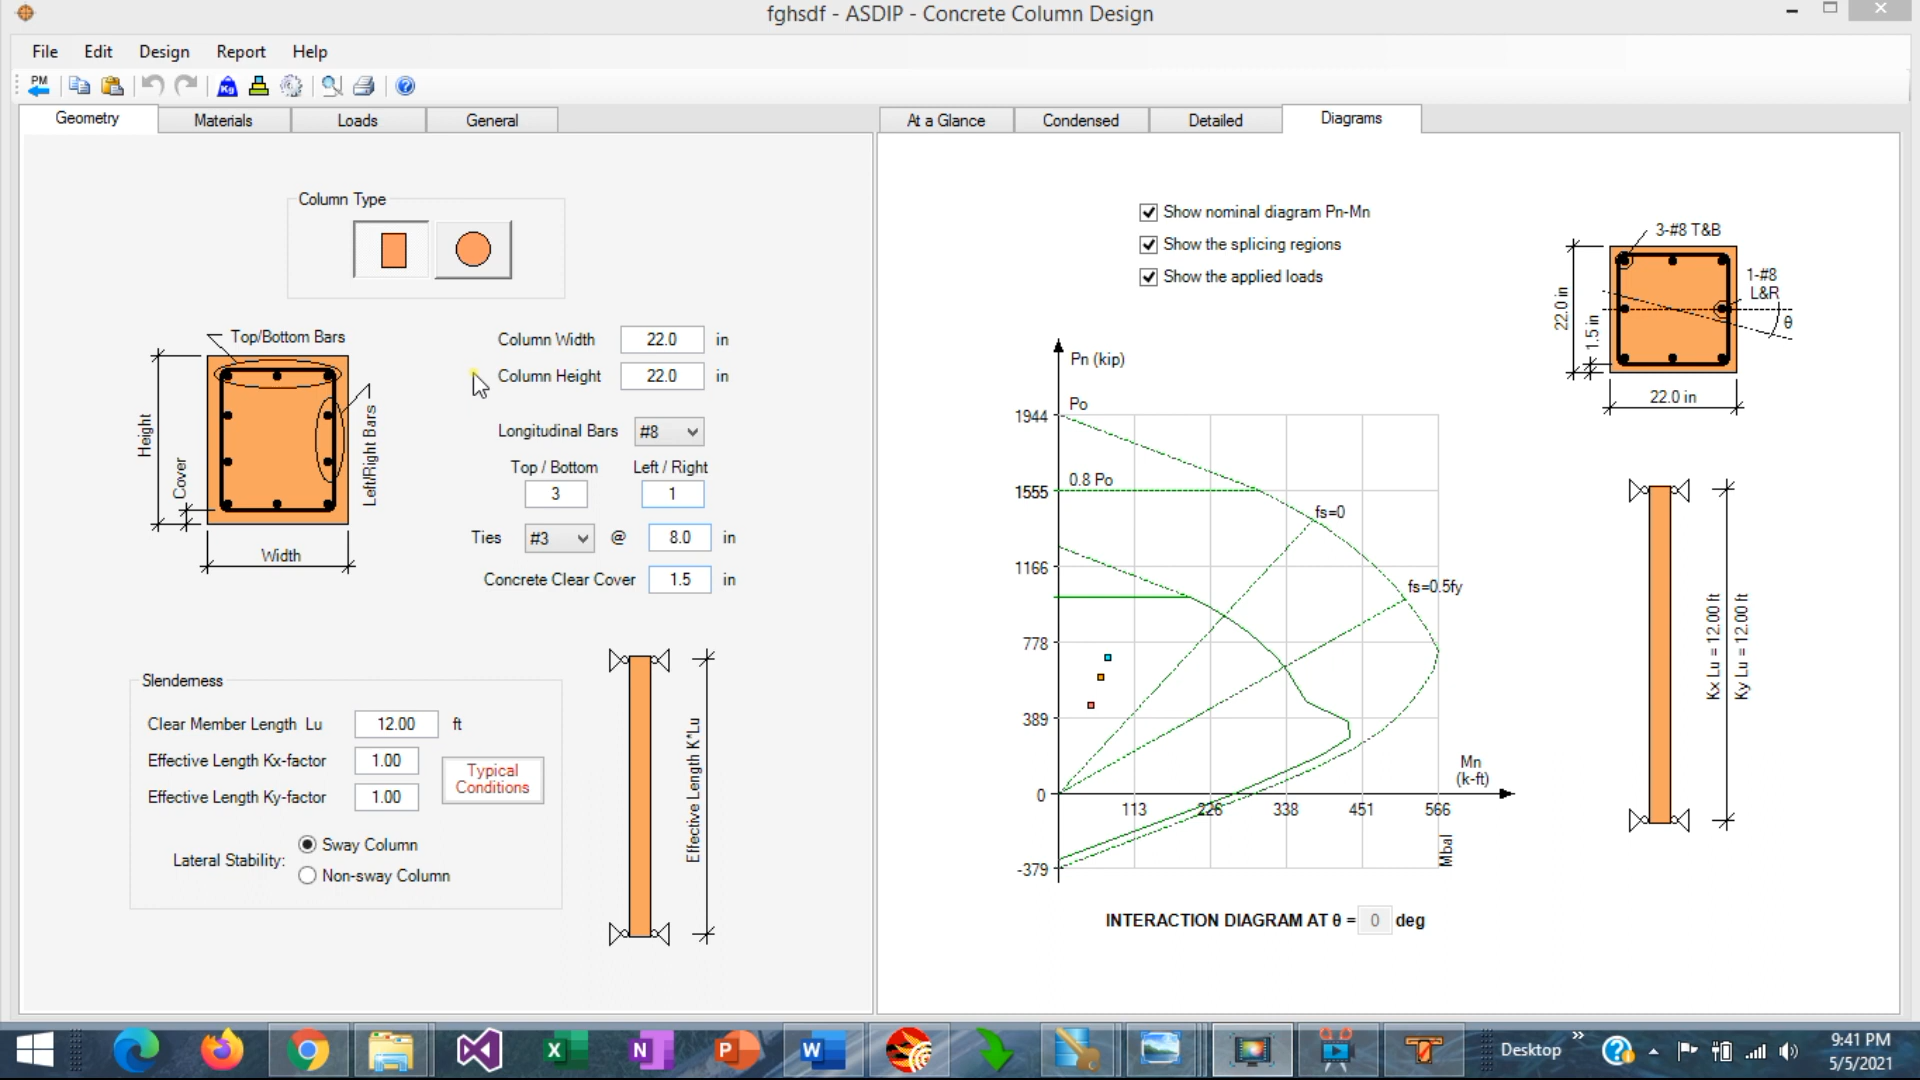 fghsdf - ASDIP - Concrete Column Design
File Edit Design Report Help
PM
Kg
Geometry Materials Loads General
At a Glance Condensed Detailed Diagrams
Column Type
Top/Bottom Bars
Height
Cover
Left/Right Bars
Width
Column Width 22.0 in
Column Height 22.0 in
Longitudinal Bars #8
Top / Bottom Left / Right
3 1
Ties #3 @ 8.0 in
Concrete Clear Cover 1.5 in
Slenderness
Clear Member Length Lu 12.00 ft
Effective Length Kx-factor 1.00
Effective Length Ky-factor 1.00
Typical
Conditions
Lateral Stability:
Sway Column
Non-sway Column
Effective Length K*Lu
Show nominal diagram Pn-Mn
Show the splicing regions
Show the applied loads
Pn (kip)
Po
1944
0.8 Po
1555
fs=0
1166
fs=0.5fy
778
389
Mn
(k-ft)
0
113 226 338 451 566
Mbal
-379
INTERACTION DIAGRAM AT θ = 0 deg
3-#8 T&B
1-#8
L&R
θ
22.0 in
1.5 in
22.0 in
Kx Lu = 12.00 ft
Ky Lu = 12.00 ft
Desktop
9:41 PM
5/5/2021